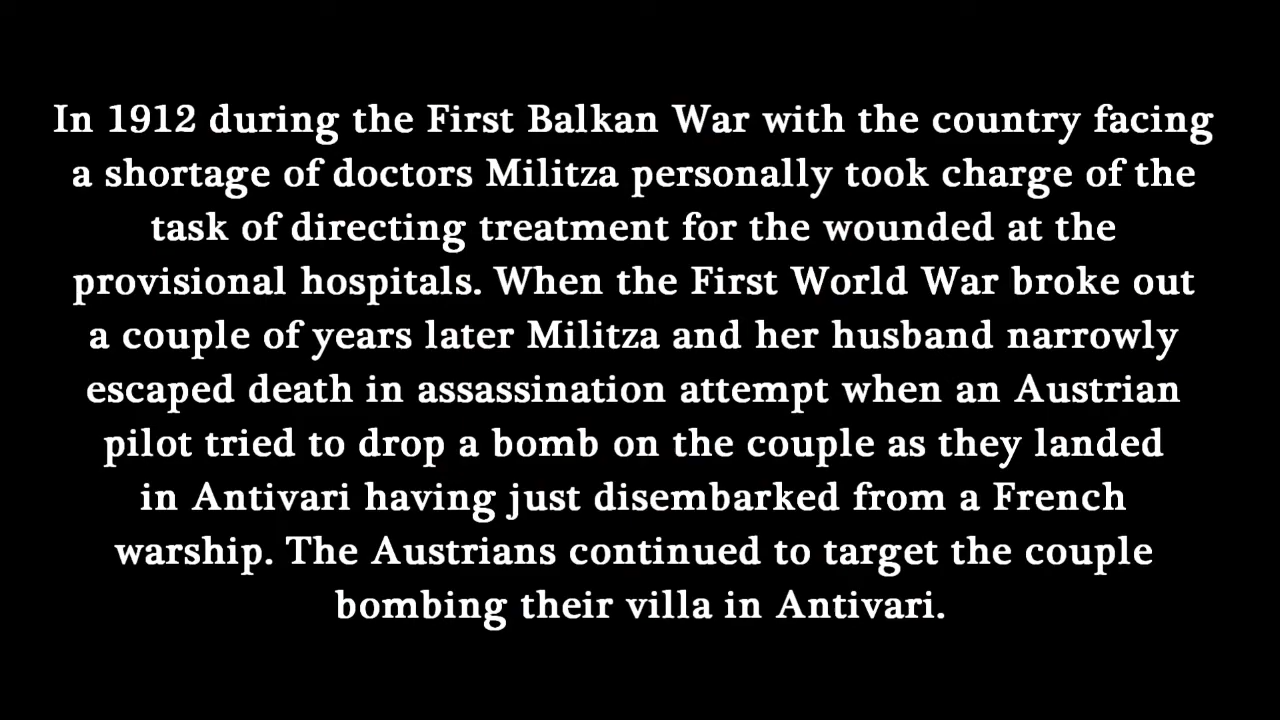 In 1912 during the First Balkan War with the country facing
a shortage of doctors Militza personally took charge of the
task of directing treatment for the wounded at the
provisional hospitals. When the First World War broke out
a couple of years later Militza and her husband narrowly
escaped death in assassination attempt when an Austrian
pilot tried to drop a bomb on the couple as they landed
in Antivari having just disembarked from a French
warship. The Austrians continued to target the couple
bombing their villa in Antivari.